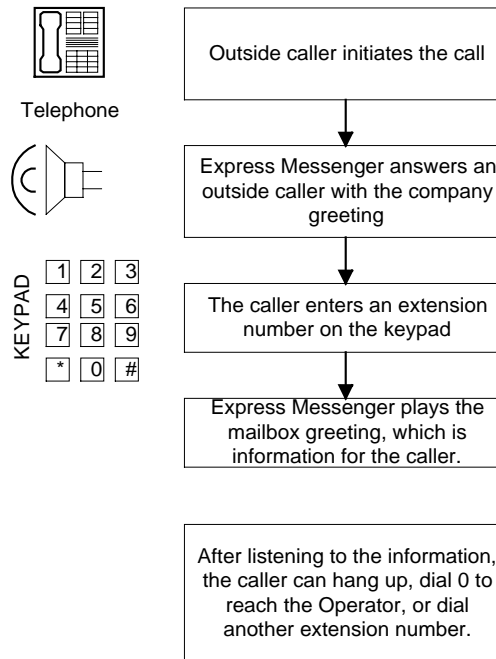 Telephone
KEYPAD
1 2 3
4 5 6
7 8 9
* 0 #
Outside caller initiates the call
Express Messenger answers an
outside caller with the company
greeting
The caller enters an extension
number on the keypad
Express Messenger plays the
mailbox greeting, which is
information for the caller.
After listening to the information,
the caller can hang up, dial 0 to
reach the Operator, or dial
another extension number.